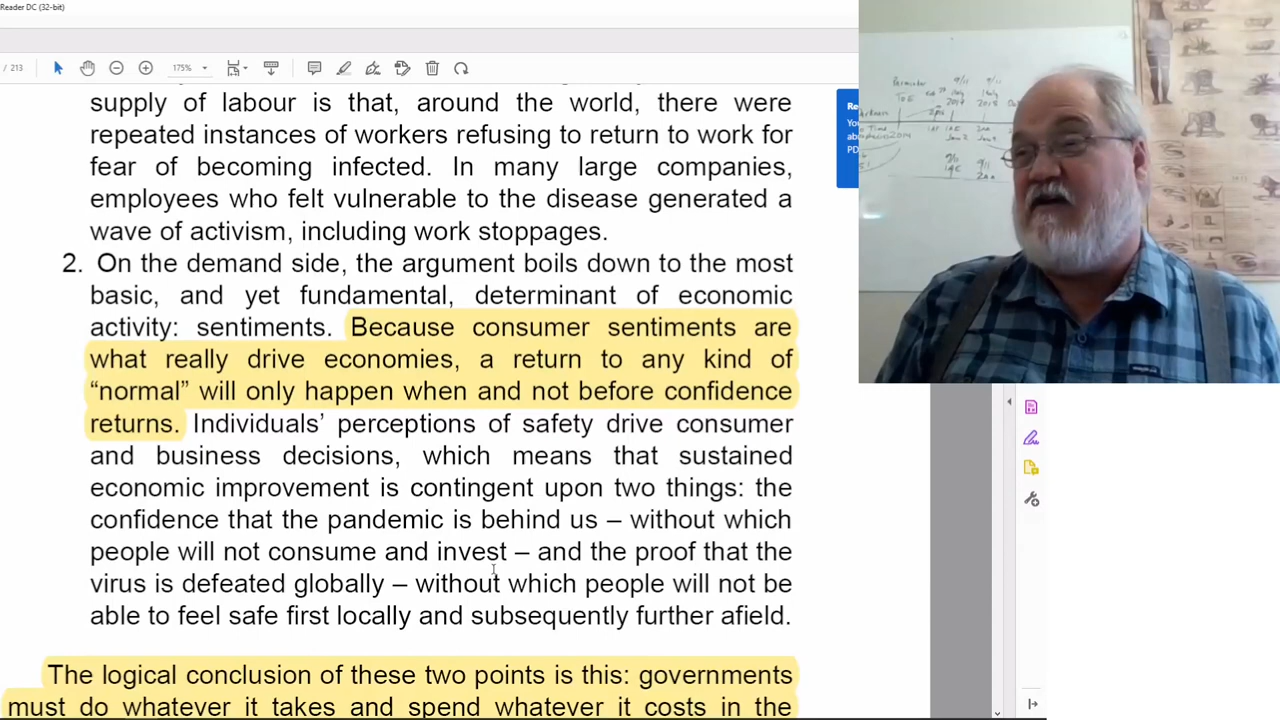 Reader DC (32-bit)
/ 213
175%
supply of labour is that, around the world, there were
repeated instances of workers refusing to return to work for
fear of becoming infected. In many large companies,
employees who felt vulnerable to the disease generated a
wave of activism, including work stoppages.
2. On the demand side, the argument boils down to the most
basic, and yet fundamental, determinant of economic
activity: sentiments. Because consumer sentiments are
what really drive economies, a return to any kind of
“normal” will only happen when and not before confidence
returns. Individuals’ perceptions of safety drive consumer
and business decisions, which means that sustained
economic improvement is contingent upon two things: the
confidence that the pandemic is behind us – without which
people will not consume and invest – and the proof that the
virus is defeated globally – without which people will not be
able to feel safe first locally and subsequently further afield.
The logical conclusion of these two points is this: governments
must do whatever it takes and spend whatever it costs in the
Re
You
abo
PD
9/11
9/11
2014